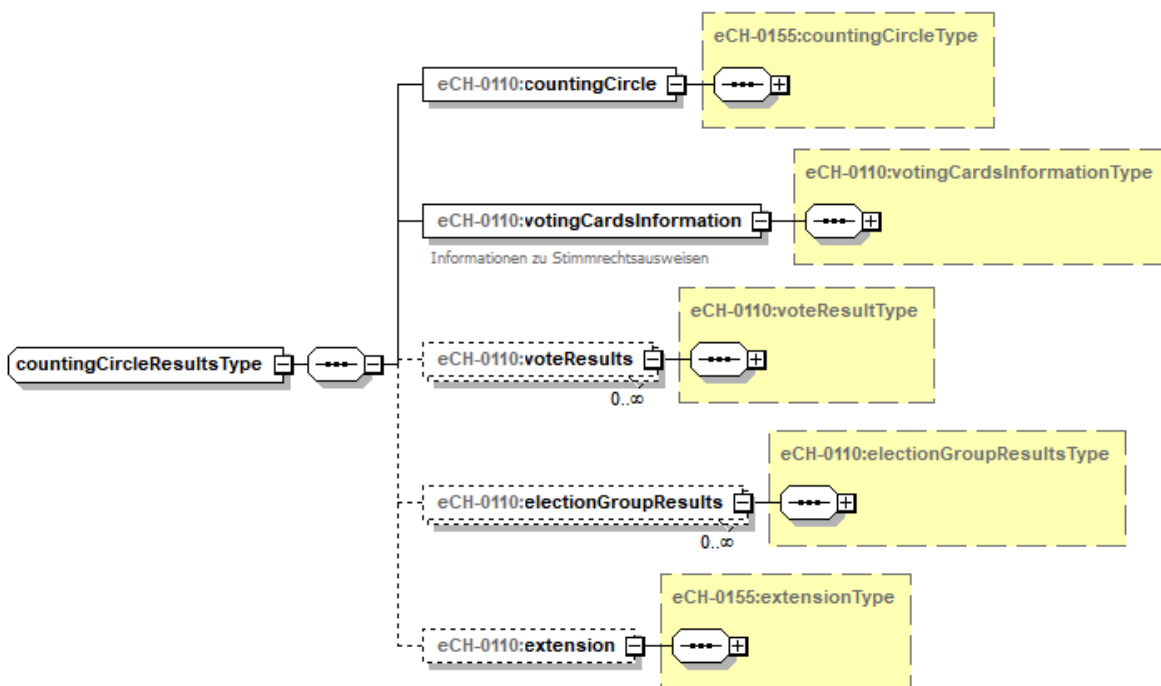 eCH-0155:countingCircleType
eCH-0110:countingCircle
eCH-0110:votingCardsInformationType
eCH-0110:votingCardsInformation
Informationen zu Stimmrechtsausweisen
eCH-0110:voteResultType
eCH-0110:voteResults
0..∞
countingCircleResultsType
eCH-0110:electionGroupResultsType
eCH-0110:electionGroupResults
0..∞
eCH-0155:extensionType
eCH-0110:extension